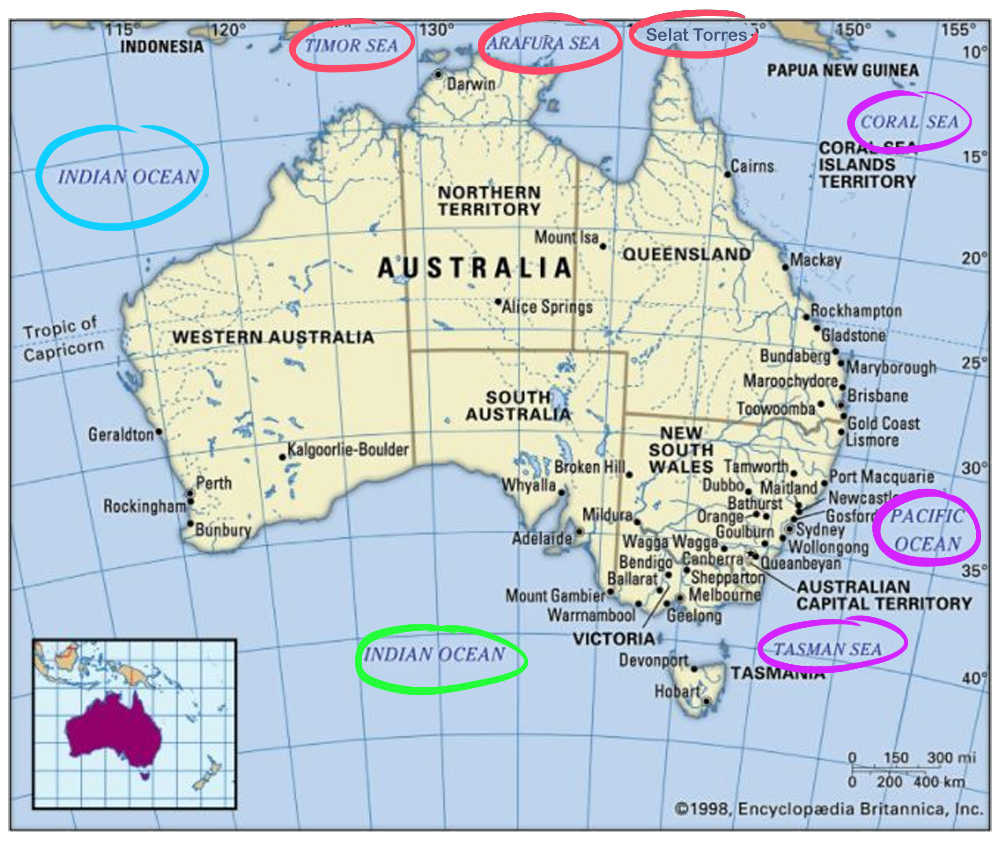 115°
120°
130°
150°
155°
INDONESIA
TIMOR SEA
ARAFURA SEA
Selat Torres
10°
PAPUA NEW GUINEA
Darwin
CORAL SEA
CORAL SEA
ISLANDS
TERRITORY
15°
Cairns
INDIAN OCEAN
NORTHERN
TERRITORY
Mount Isa
QUEENSLAND
20°
Mackay
AUSTRALIA
Alice Springs
Rockhampton
Gladstone
Tropic of
Capricorn
WESTERN AUSTRALIA
Bundaberg
25°
Maryborough
Maroochydore
Brisbane
Toowoomba
SOUTH
AUSTRALIA
Gold Coast
Lismore
Geraldton
NEW
SOUTH
WALES
Kalgoorlie-Boulder
Broken Hill
Tamworth
30°
Port Macquarie
Perth
Whyalla
Dubbo
Maitland
Newcastle
Rockingham
Bathurst
Mildura
Orange
Gosford
PACIFIC
OCEAN
Bunbury
Goulburn
Sydney
Adelaide
Wagga Wagga
Wollongong
Canberra
Queanbeyan
Bendigo
35°
Ballarat
Shepparton
Mount Gambier
Melbourne
AUSTRALIAN
CAPITAL TERRITORY
Warrnambool
Geelong
VICTORIA
INDIAN OCEAN
TASMAN SEA
Devonport
TASMANIA
40°
Hobart
0 150 300 mi
0 200 400 km
©1998, Encyclopædia Britannica, Inc.